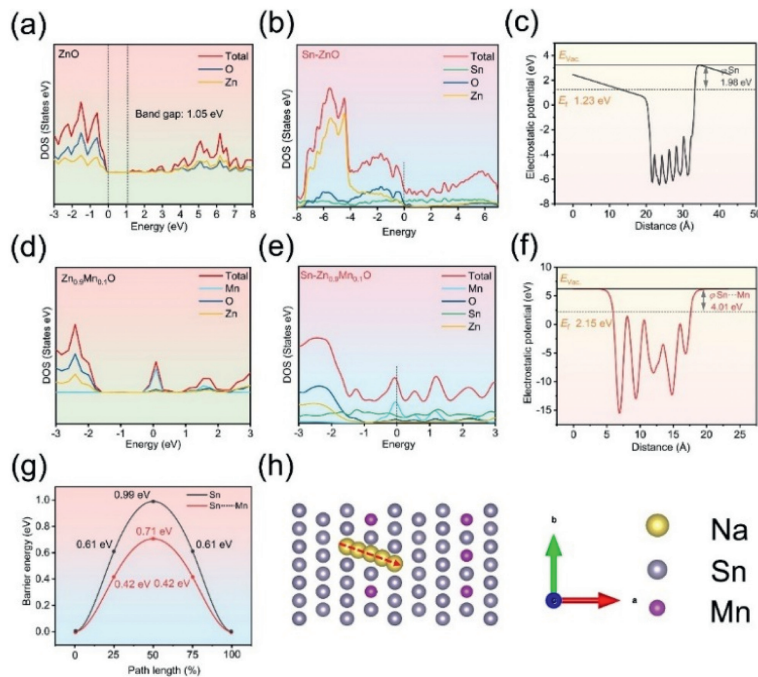 (a)
ZnO
Total
O
Zn
Band gap: 1.05 eV
DOS (States eV)
-3 -2 -1 0 1 2 3 4 5 6 7 8
Energy (eV)
(b)
Sn-ZnO
Total
Sn
O
Zn
DOS (States eV)
-8 -6 -4 -2 0 2 4 6
Energy
(c)
Electrostatic potential (eV)
4
2
0
-2
-4
-6
-8
EVac.
φSn
1.98 eV
Ef 1.23 eV
0 10 20 30 40 50
Distance (Å)
(d)
Zn0.9Mn0.1O
Total
Mn
O
Zn
DOS (States eV)
-3 -2 -1 0 1 2 3
Energy (eV)
(e)
Sn-Zn0.9Mn0.1O
Total
Mn
O
Sn
Zn
DOS (States eV)
-3 -2 -1 0 1 2 3
Energy
(f)
Electrostatic potential (eV)
10
5
0
-5
-10
-15
EVac.
φSn···Mn
4.01 eV
Ef 2.15 eV
0 5 10 15 20 25
Distance (Å)
(g)
Barrier energy (eV)
1.0
0.8
0.6
0.4
0.2
0.0
0.99 eV
Sn
Sn----Mn
0.71 eV
0.61 eV
0.61 eV
0.42 eV
0.42 eV
0 25 50 75 100
Path length (%)
(h)
b
a
Na
Sn
Mn